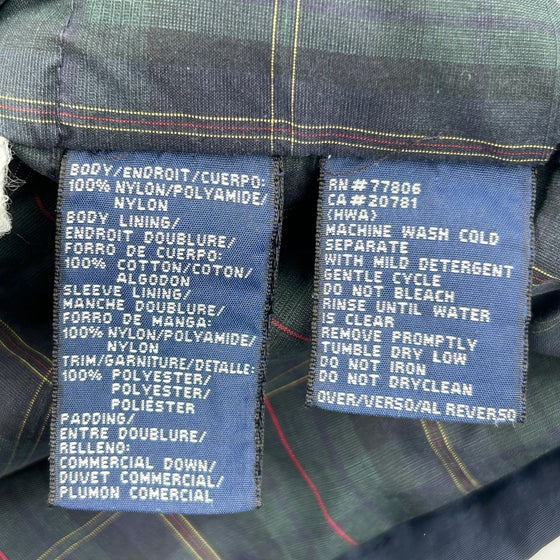 BODY/ENDROIT/CUERPO:
100% NYLON/POLYAMIDE/
NYLON
BODY LINING/
ENDROIT DOUBLURE/
FORRO DE CUERPO:
100% COTTON/COTON/
ALGODON
SLEEVE LINING/
MANCHE DOUBLURE/
FORRO DE MANGA:
100% NYLON/POLYAMIDE/
NYLON
TRIM/GARNITURE/DETALLE:
100% POLYESTER/
POLYESTER/
POLIÉSTER
PADDING/
ENTRE DOUBLURE/
RELLENO:
COMMERCIAL DOWN/
DUVET COMMERCIAL/
PLUMON COMERCIAL
RN#77806
CA#20781
(HWA)
MACHINE WASH COLD
SEPARATE
WITH MILD DETERGENT
GENTLE CYCLE
DO NOT BLEACH
RINSE UNTIL WATER
IS CLEAR
REMOVE PROMPTLY
TUMBLE DRY LOW
DO NOT IRON
DO NOT DRYCLEAN
OVER/VERSO/AL REVERSO